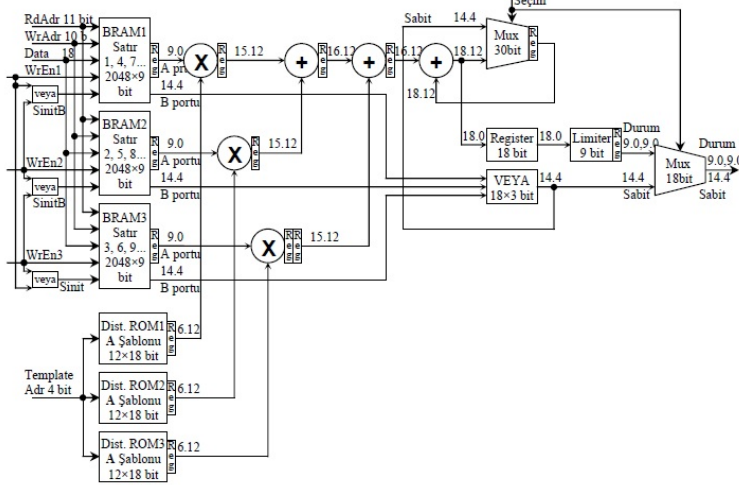 Seçim
RdAdr 11 bit
WrAdr 10 b
Data 18
WrEn1
veya
SinitB
BRAM1
Satır
1, 4, 7...
2048×9
bit
Reg
9.0
A portu
14.4
B portu
X
Reg
15.12
+
Reg
16.12
+
Reg
16.12
+
18.12
18.12
Sabit
14.4
Mux
30bit
Reg
WrEn2
veya
SinitB
BRAM2
Satır
2, 5, 8...
2048×9
bit
Reg
9.0
A portu
14.4
B portu
X
Reg
15.12
18.0
Register
18 bit
18.0
Limiter
9 bit
Reg
Durum
9.0,9.0
VEYA
18×3 bit
14.4
14.4
Sabit
Mux
18bit
Durum
9.0,9.0
14.4
Sabit
WrEn3
veya
Sinit
BRAM3
Satır
3, 6, 9...
2048×9
bit
Reg
9.0
A portu
14.4
B portu
X
Reg
Reg
15.12
Template
Adr 4 bit
Dist. ROM1
A Şablonu
12×18 bit
Reg
6.12
Dist. ROM2
A Şablonu
12×18 bit
Reg
6.12
Dist. ROM3
A Şablonu
12×18 bit
Reg
6.12